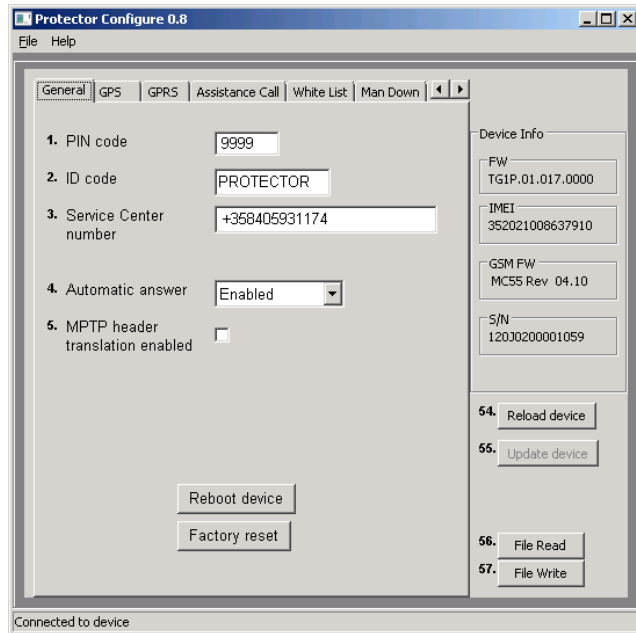 Protector Configure 0.8
File Help
General GPS GPRS Assistance Call White List Man Down
1. PIN code 9999
2. ID code PROTECTOR
3. Service Center
number
+358405931174
4. Automatic answer Enabled
5. MPTP header
translation enabled
Reboot device
Factory reset
Device Info
FW
TG1P.01.017.0000
IMEI
352021008637910
GSM FW
MC55 Rev 04.10
S/N
120J0200001059
54. Reload device
55. Update device
56. File Read
57. File Write
Connected to device